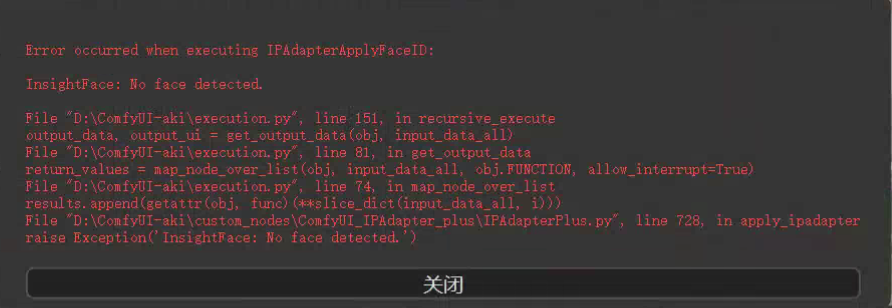 Error occurred when executing IPAdapterApplyFaceID:
InsightFace: No face detected.
File "D:\ComfyUI-aki\execution.py", line 151, in recursive_execute
output_data, output_ui = get_output_data(obj, input_data_all)
File "D:\ComfyUI-aki\execution.py", line 81, in get_output_data
return_values = map_node_over_list(obj, input_data_all, obj.FUNCTION, allow_interrupt=True)
File "D:\ComfyUI-aki\execution.py", line 74, in map_node_over_list
results.append(getattr(obj, func)(**slice_dict(input_data_all, i)))
File "D:\ComfyUI-aki\custom_nodes\ComfyUI_IPAdapter_plus\IPAdapterPlus.py", line 728, in apply_ipadapter
raise Exception('InsightFace: No face detected.')
关闭